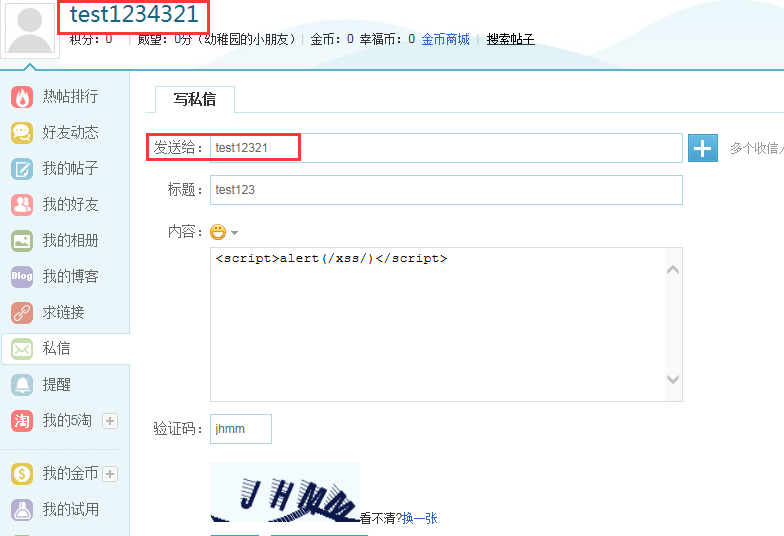 test1234321
积分：0 | 威望：0分（幼稚园的小朋友）| 金币：0 幸福币：0 金币商城 | 搜索帖子
热帖排行
好友动态
我的帖子
我的好友
我的相册
Blog 我的博客
求链接
私信
提醒
淘 我的5淘 +
$ 我的金币 +
我的试用
写私信
发送给： test12321 + 多个收信
标题： test123
内容：
<script>alert(/xss/)</script>
验证码： jhmm
JHMM 看不清?换一张